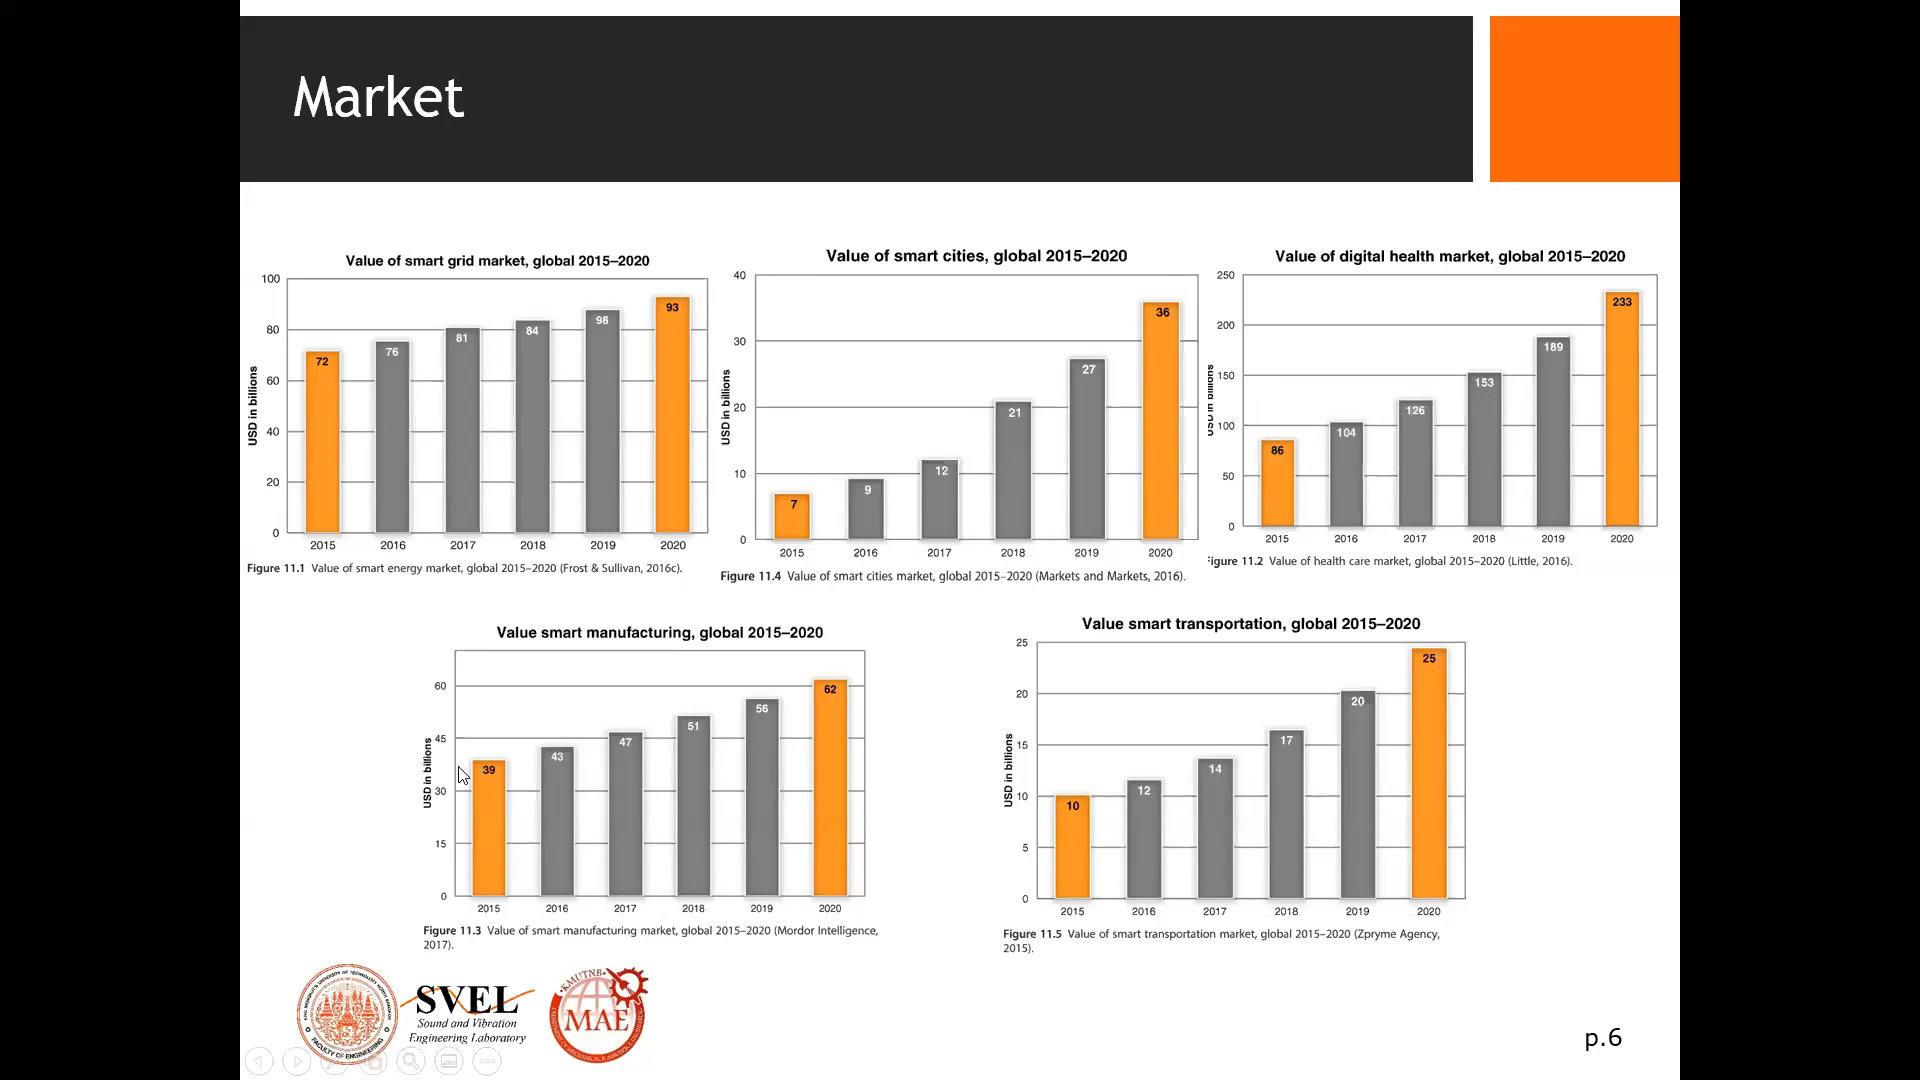 Market
Value of smart grid market, global 2015–2020
USD in billions
100
80
60
40
20
0
72
76
81
84
98
93
2015 2016 2017 2018 2019 2020
Figure 11.1 Value of smart energy market, global 2015–2020 (Frost & Sullivan, 2016c).
Value of smart cities, global 2015–2020
USD in billions
40
30
20
10
0
7
9
12
21
27
36
2015 2016 2017 2018 2019 2020
Figure 11.4 Value of smart cities market, global 2015–2020 (Markets and Markets, 2016).
Value of digital health market, global 2015–2020
USD in billions
250
200
150
100
50
0
86
104
126
153
189
233
2015 2016 2017 2018 2019 2020
igure 11.2 Value of health care market, global 2015–2020 (Little, 2016).
Value smart manufacturing, global 2015–2020
USD in billions
60
45
30
15
0
39
43
47
51
56
62
2015 2016 2017 2018 2019 2020
Figure 11.3 Value of smart manufacturing market, global 2015–2020 (Mordor Intelligence,
2017).
Value smart transportation, global 2015–2020
USD in billions
25
20
15
10
5
0
10
12
14
17
20
25
2015 2016 2017 2018 2019 2020
Figure 11.5 Value of smart transportation market, global 2015–2020 (Zpryme Agency,
2015).
FACULTY OF ENGINEERING
SVEL
Sound and Vibration
Engineering Laboratory
KMUTNB
MAE
p.6